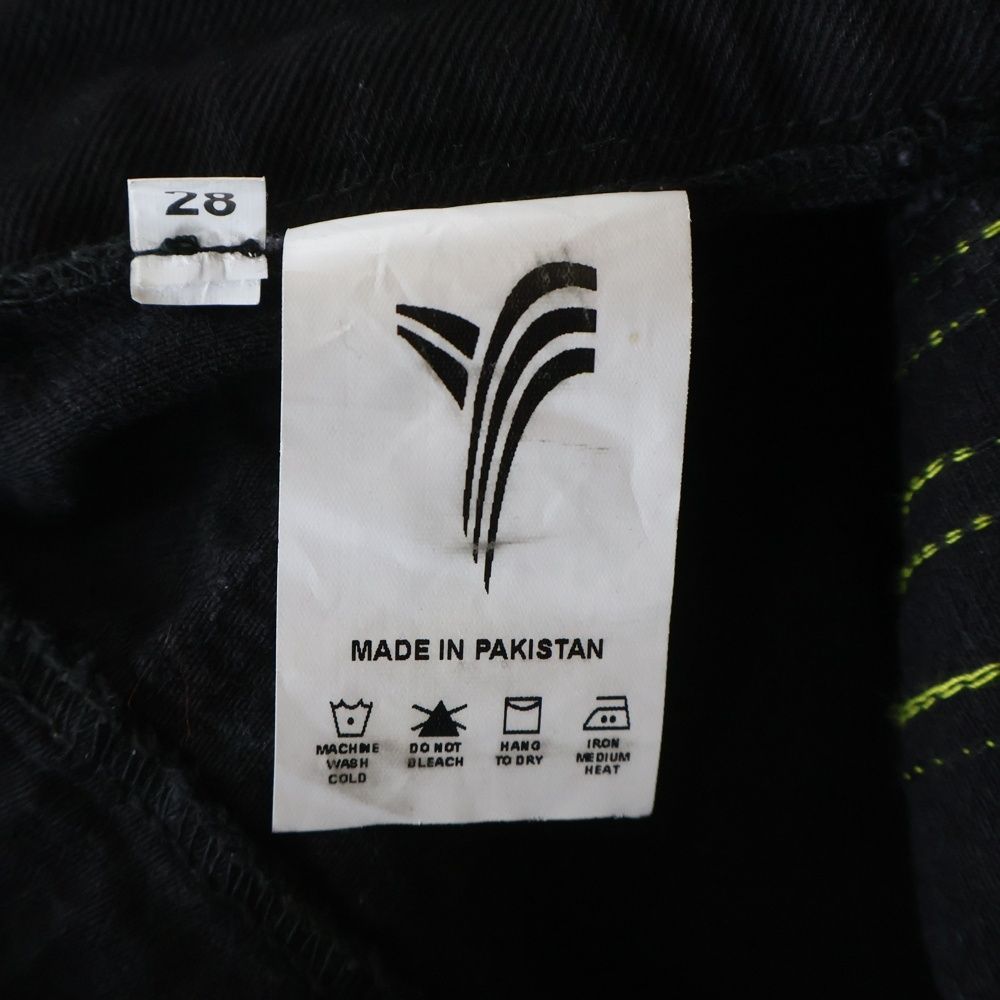 28
MADE IN PAKISTAN
MACHINE
WASH
COLD
DO NOT
BLEACH
HANG
TO DRY
IRON
MEDIUM
HEAT